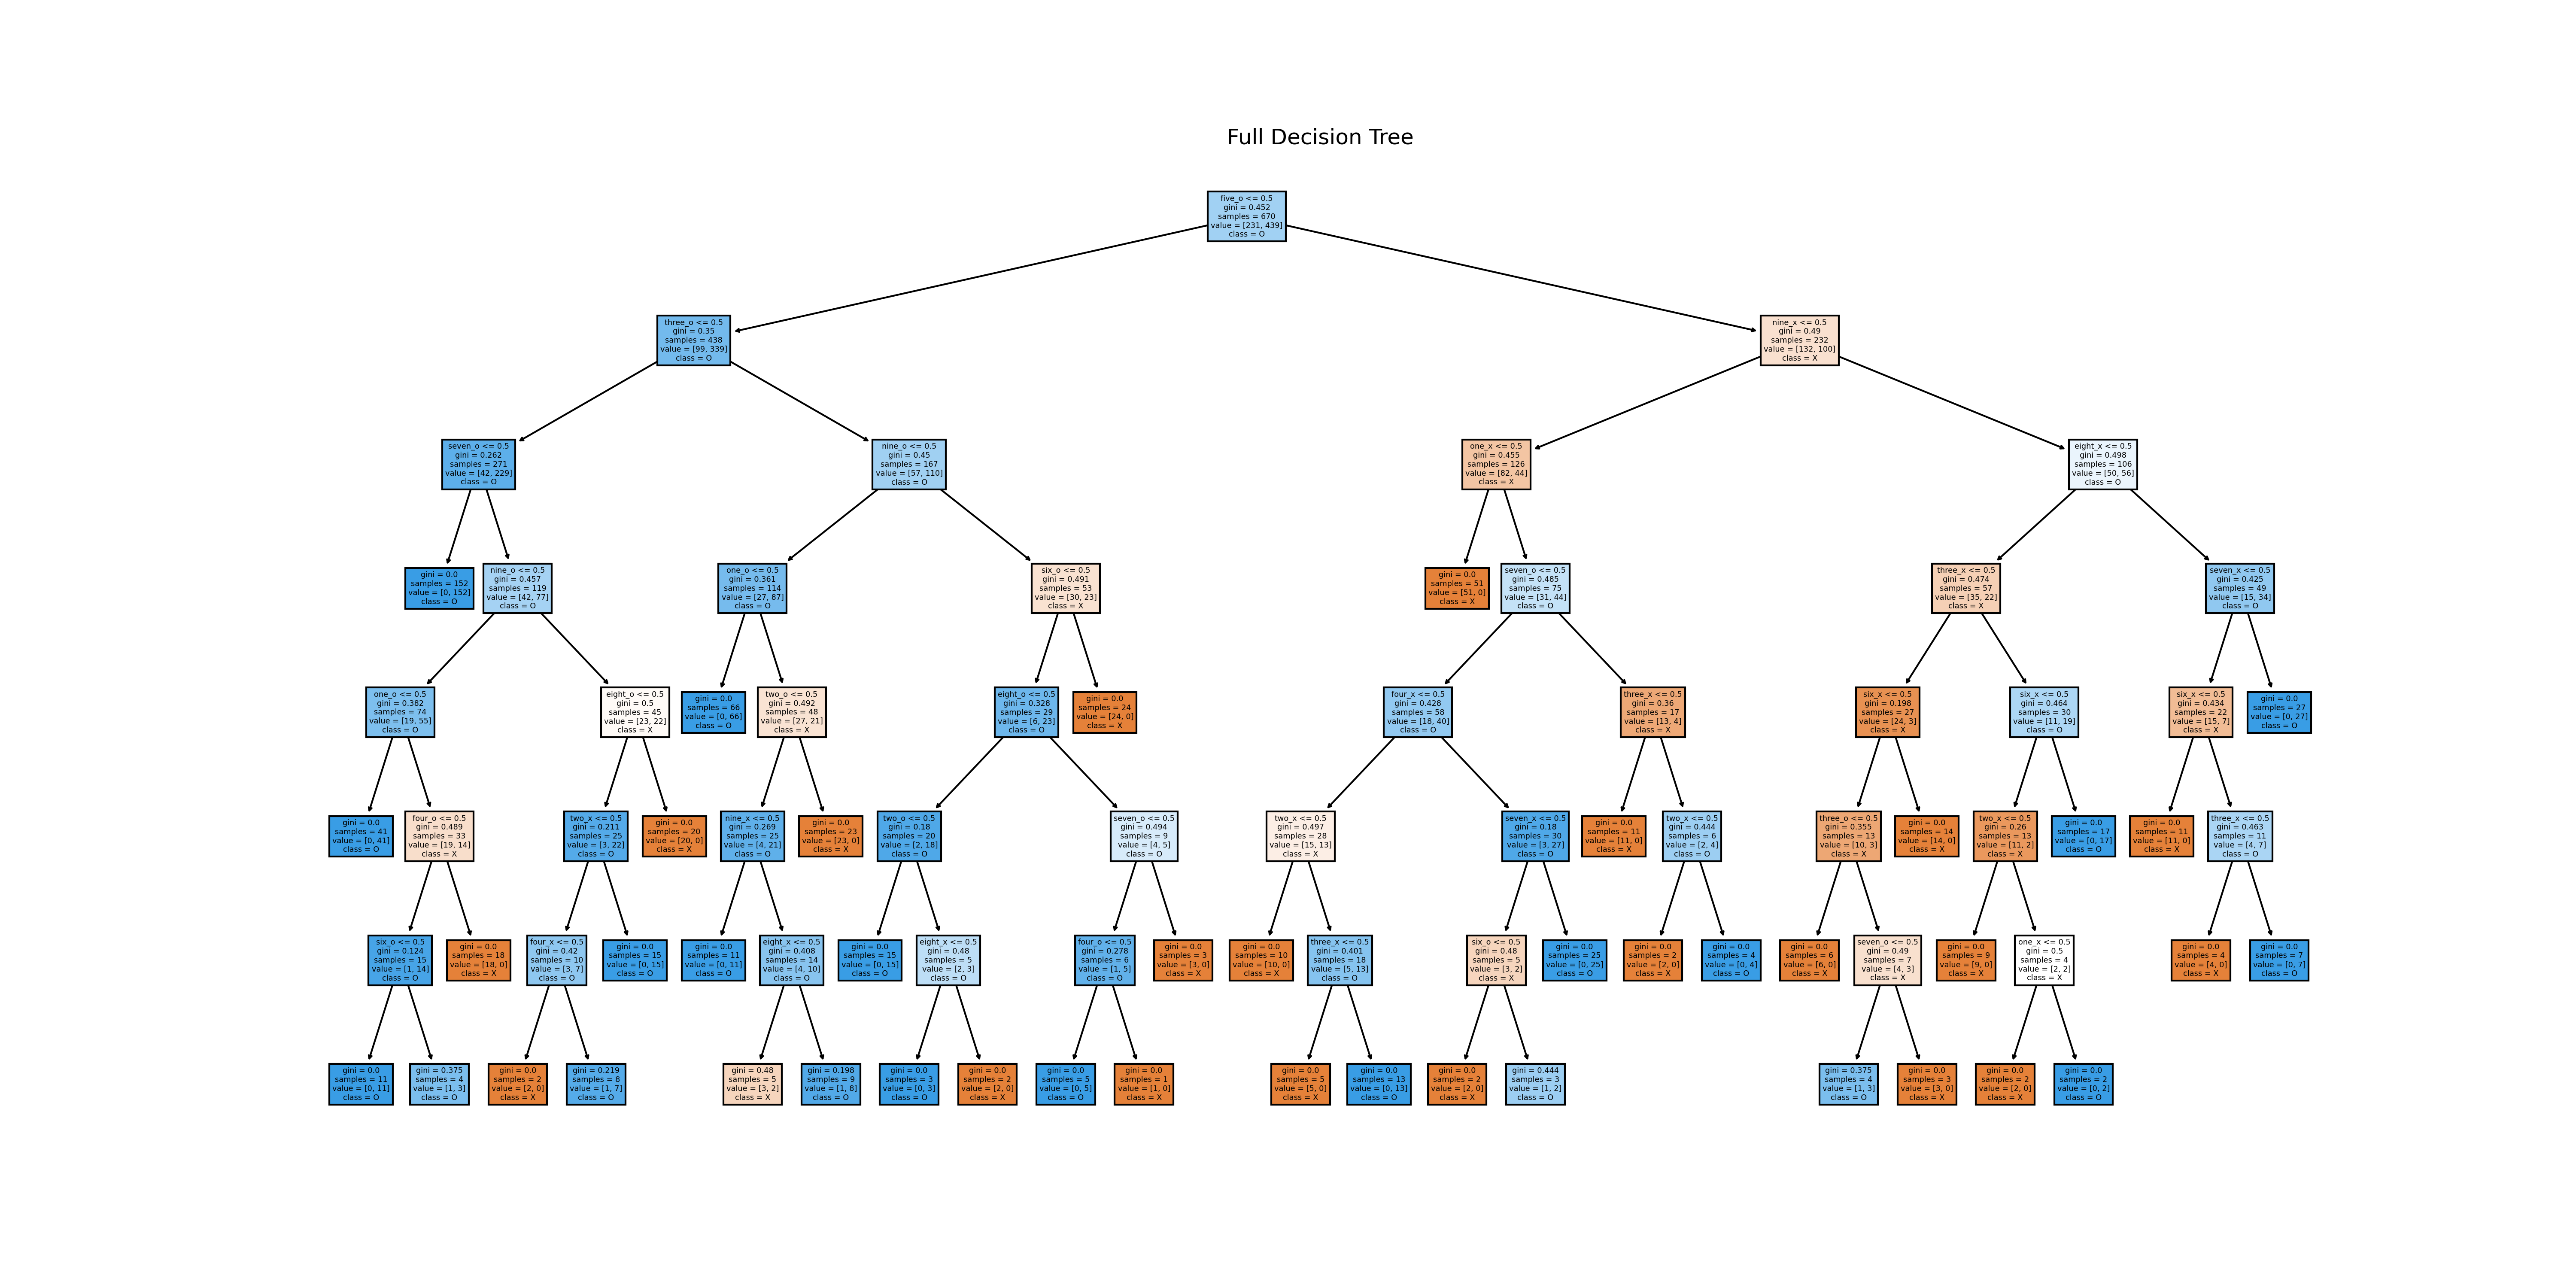 Full Decision Tree
five_o <= 0.5
gini = 0.452
samples = 670
value = [231, 439]
class = O
three_o <= 0.5
gini = 0.35
samples = 438
value = [99, 339]
class = O
nine_x <= 0.5
gini = 0.49
samples = 232
value = [132, 100]
class = X
seven_o <= 0.5
gini = 0.262
samples = 271
value = [42, 229]
class = O
nine_o <= 0.5
gini = 0.45
samples = 167
value = [57, 110]
class = O
one_x <= 0.5
gini = 0.455
samples = 126
value = [82, 44]
class = X
eight_x <= 0.5
gini = 0.498
samples = 106
value = [50, 56]
class = O
gini = 0.0
samples = 152
value = [0, 152]
class = O
nine_o <= 0.5
gini = 0.457
samples = 119
value = [42, 77]
class = O
one_o <= 0.5
gini = 0.361
samples = 114
value = [27, 87]
class = O
six_o <= 0.5
gini = 0.491
samples = 53
value = [30, 23]
class = X
gini = 0.0
samples = 51
value = [51, 0]
class = X
seven_o <= 0.5
gini = 0.485
samples = 75
value = [31, 44]
class = O
three_x <= 0.5
gini = 0.474
samples = 57
value = [35, 22]
class = X
seven_x <= 0.5
gini = 0.425
samples = 49
value = [15, 34]
class = O
one_o <= 0.5
gini = 0.382
samples = 74
value = [19, 55]
class = O
eight_o <= 0.5
gini = 0.5
samples = 45
value = [23, 22]
class = X
gini = 0.0
samples = 66
value = [0, 66]
class = O
two_o <= 0.5
gini = 0.492
samples = 48
value = [27, 21]
class = X
eight_o <= 0.5
gini = 0.328
samples = 29
value = [6, 23]
class = O
gini = 0.0
samples = 24
value = [24, 0]
class = X
four_x <= 0.5
gini = 0.428
samples = 58
value = [18, 40]
class = O
three_x <= 0.5
gini = 0.36
samples = 17
value = [13, 4]
class = X
six_x <= 0.5
gini = 0.198
samples = 27
value = [24, 3]
class = X
six_x <= 0.5
gini = 0.464
samples = 30
value = [11, 19]
class = O
six_x <= 0.5
gini = 0.434
samples = 22
value = [15, 7]
class = X
gini = 0.0
samples = 27
value = [0, 27]
class = O
gini = 0.0
samples = 41
value = [0, 41]
class = O
four_o <= 0.5
gini = 0.489
samples = 33
value = [19, 14]
class = X
two_x <= 0.5
gini = 0.211
samples = 25
value = [3, 22]
class = O
gini = 0.0
samples = 20
value = [20, 0]
class = X
nine_x <= 0.5
gini = 0.269
samples = 25
value = [4, 21]
class = O
gini = 0.0
samples = 23
value = [23, 0]
class = X
two_o <= 0.5
gini = 0.18
samples = 20
value = [2, 18]
class = O
seven_o <= 0.5
gini = 0.494
samples = 9
value = [4, 5]
class = O
two_x <= 0.5
gini = 0.497
samples = 28
value = [15, 13]
class = X
seven_x <= 0.5
gini = 0.18
samples = 30
value = [3, 27]
class = O
gini = 0.0
samples = 11
value = [11, 0]
class = X
two_x <= 0.5
gini = 0.444
samples = 6
value = [2, 4]
class = O
three_o <= 0.5
gini = 0.355
samples = 13
value = [10, 3]
class = X
gini = 0.0
samples = 14
value = [14, 0]
class = X
two_x <= 0.5
gini = 0.26
samples = 13
value = [11, 2]
class = X
gini = 0.0
samples = 17
value = [0, 17]
class = O
gini = 0.0
samples = 11
value = [11, 0]
class = X
three_x <= 0.5
gini = 0.463
samples = 11
value = [4, 7]
class = O
six_o <= 0.5
gini = 0.124
samples = 15
value = [1, 14]
class = O
gini = 0.0
samples = 18
value = [18, 0]
class = X
four_x <= 0.5
gini = 0.42
samples = 10
value = [3, 7]
class = O
gini = 0.0
samples = 15
value = [0, 15]
class = O
gini = 0.0
samples = 11
value = [0, 11]
class = O
eight_x <= 0.5
gini = 0.408
samples = 14
value = [4, 10]
class = O
gini = 0.0
samples = 15
value = [0, 15]
class = O
eight_x <= 0.5
gini = 0.48
samples = 5
value = [2, 3]
class = O
four_o <= 0.5
gini = 0.278
samples = 6
value = [1, 5]
class = O
gini = 0.0
samples = 3
value = [3, 0]
class = X
gini = 0.0
samples = 10
value = [10, 0]
class = X
three_x <= 0.5
gini = 0.401
samples = 18
value = [5, 13]
class = O
six_o <= 0.5
gini = 0.48
samples = 5
value = [3, 2]
class = X
gini = 0.0
samples = 25
value = [0, 25]
class = O
gini = 0.0
samples = 2
value = [2, 0]
class = X
gini = 0.0
samples = 4
value = [0, 4]
class = O
gini = 0.0
samples = 6
value = [6, 0]
class = X
seven_o <= 0.5
gini = 0.49
samples = 7
value = [4, 3]
class = X
gini = 0.0
samples = 9
value = [9, 0]
class = X
one_x <= 0.5
gini = 0.5
samples = 4
value = [2, 2]
class = X
gini = 0.0
samples = 4
value = [4, 0]
class = X
gini = 0.0
samples = 7
value = [0, 7]
class = O
gini = 0.0
samples = 11
value = [0, 11]
class = O
gini = 0.375
samples = 4
value = [1, 3]
class = O
gini = 0.0
samples = 2
value = [2, 0]
class = X
gini = 0.219
samples = 8
value = [1, 7]
class = O
gini = 0.48
samples = 5
value = [3, 2]
class = X
gini = 0.198
samples = 9
value = [1, 8]
class = O
gini = 0.0
samples = 3
value = [0, 3]
class = O
gini = 0.0
samples = 2
value = [2, 0]
class = X
gini = 0.0
samples = 5
value = [0, 5]
class = O
gini = 0.0
samples = 1
value = [1, 0]
class = X
gini = 0.0
samples = 5
value = [5, 0]
class = X
gini = 0.0
samples = 13
value = [0, 13]
class = O
gini = 0.0
samples = 2
value = [2, 0]
class = X
gini = 0.444
samples = 3
value = [1, 2]
class = O
gini = 0.375
samples = 4
value = [1, 3]
class = O
gini = 0.0
samples = 3
value = [3, 0]
class = X
gini = 0.0
samples = 2
value = [2, 0]
class = X
gini = 0.0
samples = 2
value = [0, 2]
class = O